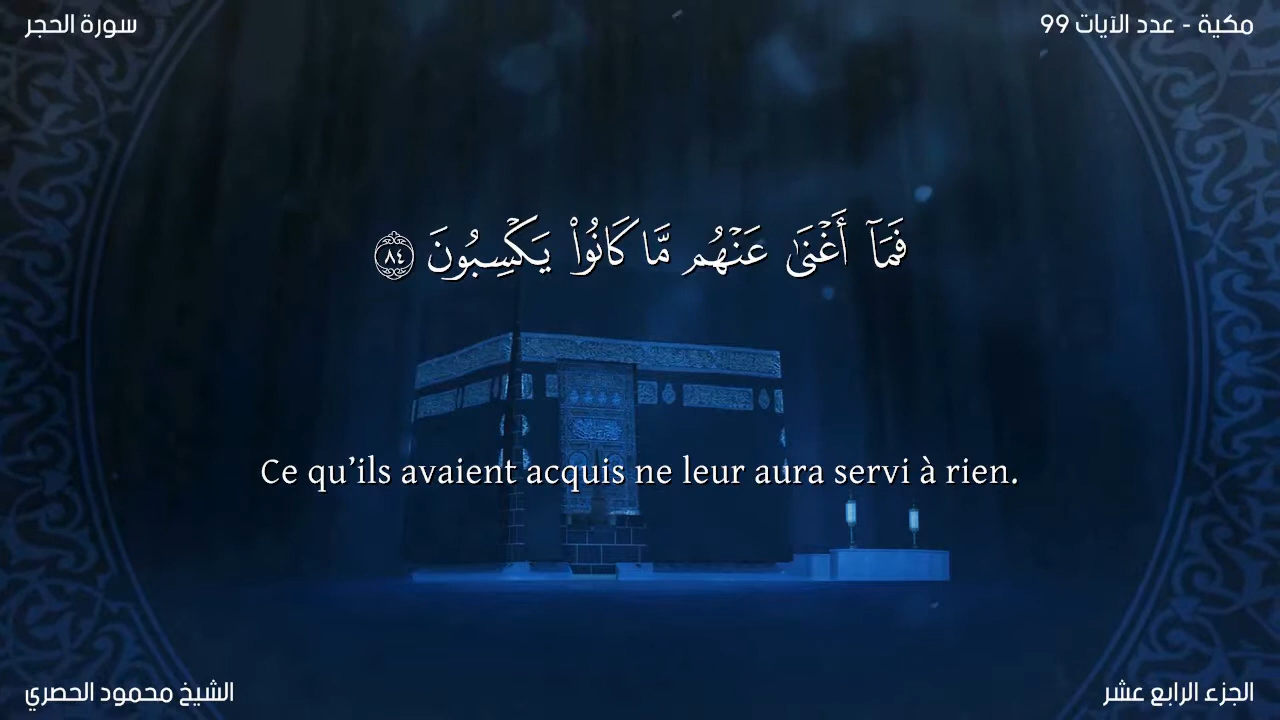 سورة الحجر
مكية - عدد الآيات 99
فَمَآ أَغْنَىٰ عَنْهُم مَّا كَانُوا۟ يَكْسِبُونَ ٨٤
Ce qu’ils avaient acquis ne leur aura servi à rien.
الشيخ محمود الحصري
الجزء الرابع عشر